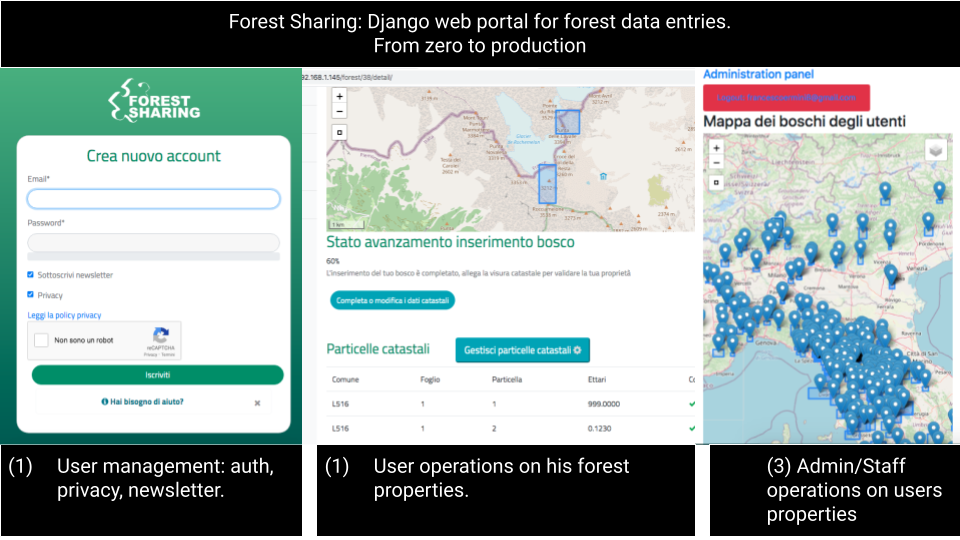 Forest Sharing: Django web portal for forest data entries.
From zero to production
FOREST
SHARING
Crea nuovo account
Email*
Password*
Sottoscrivi newsletter
Privacy
Leggi la policy privacy
Non sono un robot
reCAPTCHA
Privacy - Termini
Iscriviti
Hai bisogno di aiuto?
×
92.168.1.145/forest/38/detail/
+
−
Stato avanzamento inserimento bosco
60%
L'inserimento del tuo bosco è completato, allega la visura catastale per validare la tua proprietà
Completa o modifica i dati catastali
Particelle catastali
Gestisci particelle catastali
Comune Foglio Particella Ettari
L516 1 1 999.0000
L516 1 2 0.1230
Administration panel
Mappa dei boschi degli utenti
+
−
Genova
Ravenna
(1) User management: auth,
privacy, newsletter.
(1) User operations on his forest
properties.
(3) Admin/Staff
operations on users
properties